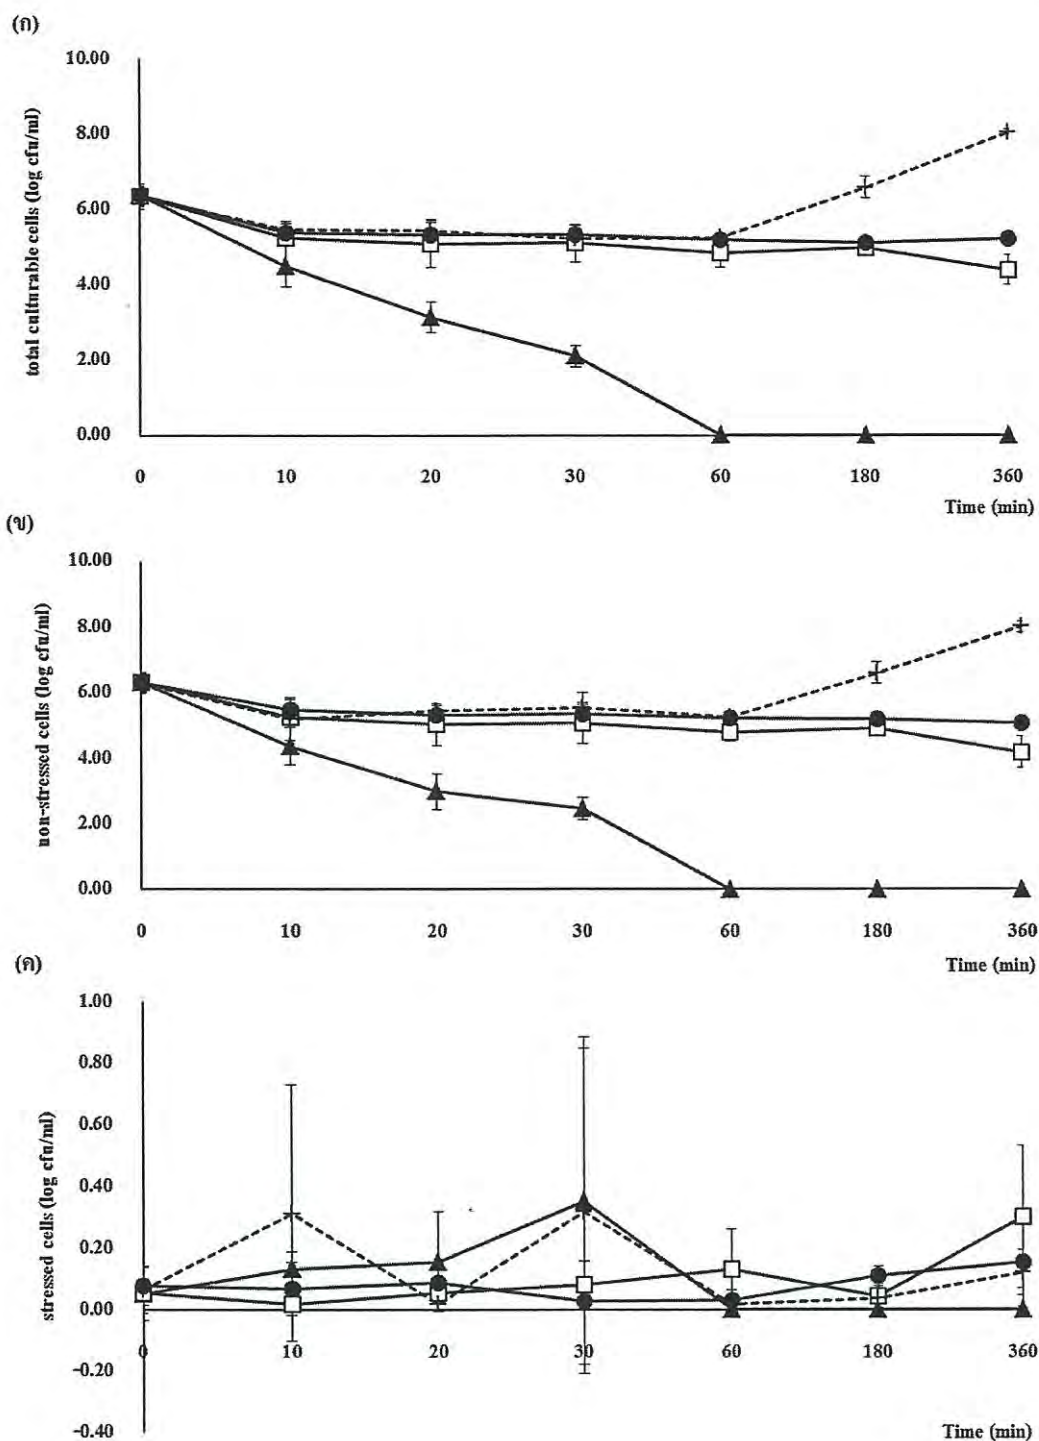 (ก)
10.00
8.00
6.00
4.00
2.00
0.00
total culturable cells (log cfu/ml)
0 10 20 30 60 180 360
Time (min)
(ข)
10.00
8.00
6.00
4.00
2.00
0.00
non-stressed cells (log cfu/ml)
0 10 20 30 60 180 360
Time (min)
(ค)
1.00
0.80
0.60
0.40
0.20
0.00
-0.20
-0.40
stressed cells (log cfu/ml)
0 10 20 30 60 180 360
Time (min)